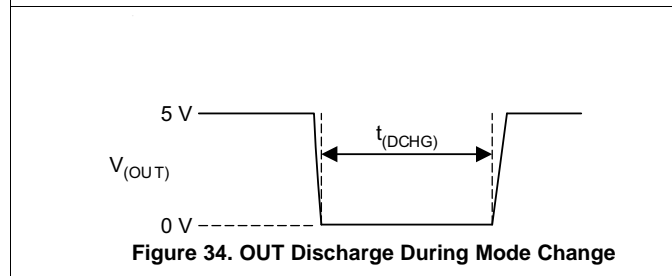 5 V
t(DCHG)
V(OUT)
0 V
Figure 34. OUT Discharge During Mode Change